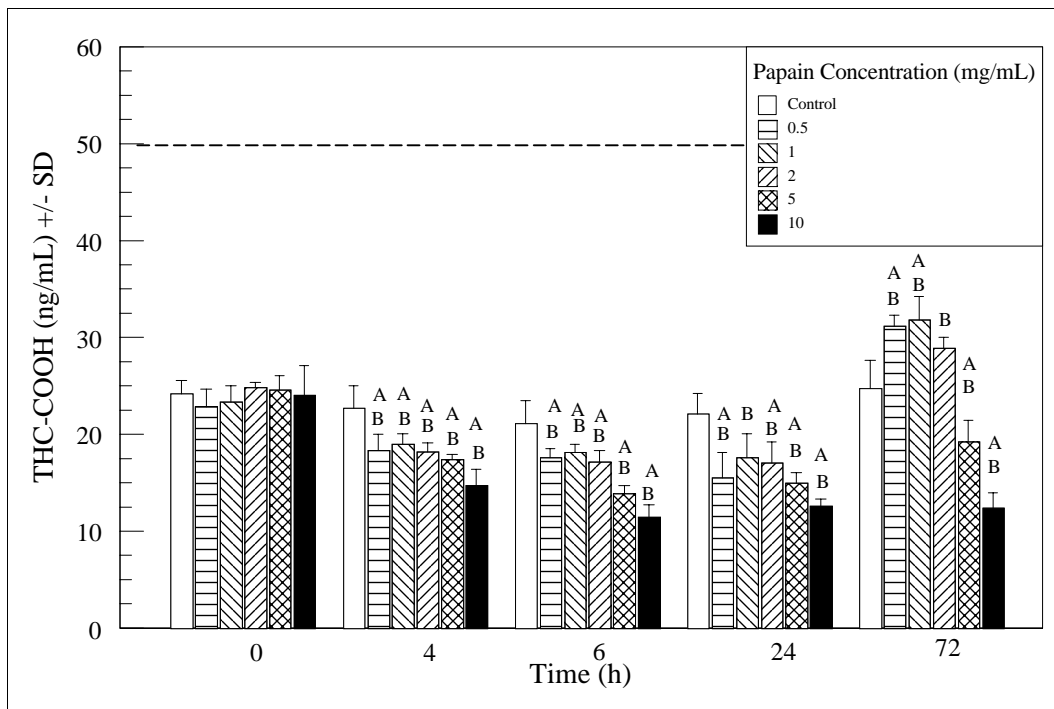 THC-COOH (ng/mL) +/- SD
60
50
40
30
20
10
0
Papain Concentration (mg/mL)
Control
0.5
1
2
5
10
A
B
A
B
A
B
A
B
A
B
A
B
A
B
A
B
A
B
A
B
A
B
B
A
B
A
B
A
B
A
B
A
B
B
A
B
A
B
0
4
6
24
72
Time (h)